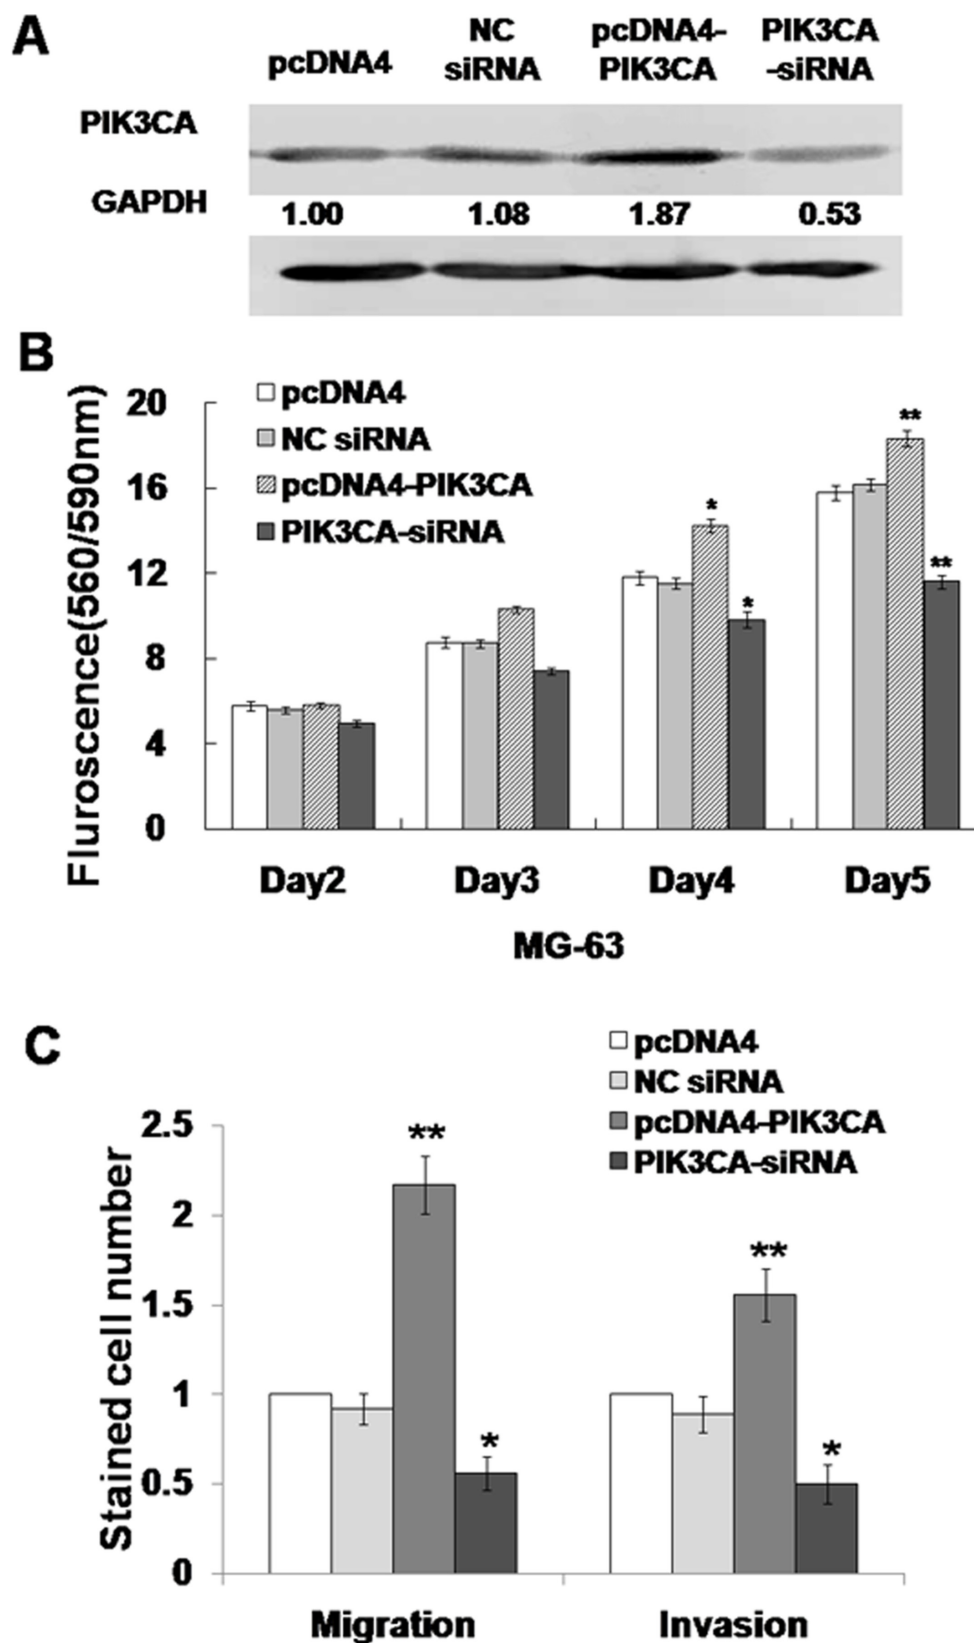 A
pcDNA4
NC
siRNA
pcDNA4-
PIK3CA
PIK3CA
-siRNA
PIK3CA
GAPDH
1.00 1.08 1.87 0.53
B
Fluroscence(560/590nm)
20
16
12
8
4
0
pcDNA4
NC siRNA
pcDNA4-PIK3CA
PIK3CA-siRNA
*
*
**
**
Day2 Day3 Day4 Day5
MG-63
C
pcDNA4
NC siRNA
pcDNA4-PIK3CA
PIK3CA-siRNA
Stained cell number
2.5
2
1.5
1
0.5
0
**
*
**
*
Migration Invasion